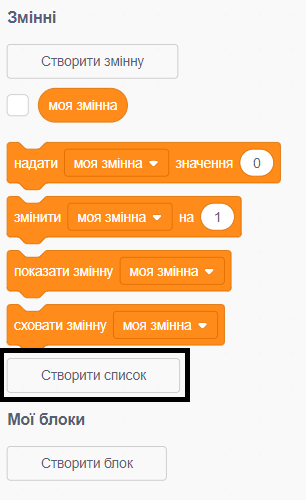 Змінні
Створити змінну
моя змінна
надати моя змінна значення 0
змінити моя змінна на 1
показати змінну моя змінна
сховати змінну моя змінна
Створити список
Мої блоки
Створити блок